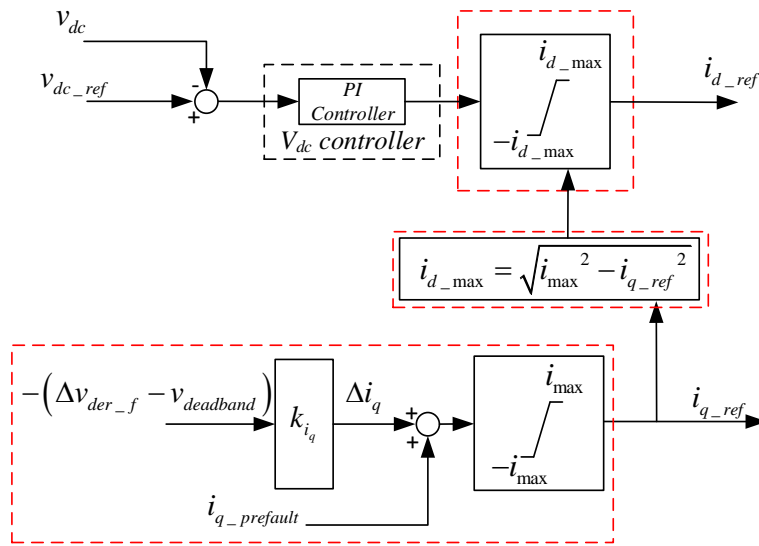 v_dc
-
v_dc_ref
+
PI
Controller
V_dc controller
i_d_max
-i_d_max
i_d_ref
i_d_max = √(i_max² - i_q_ref²)
-(Δv_der_f - v_deadband)
k_i_q
Δi_q
+
+
i_q_prefault
i_max
-i_max
i_q_ref